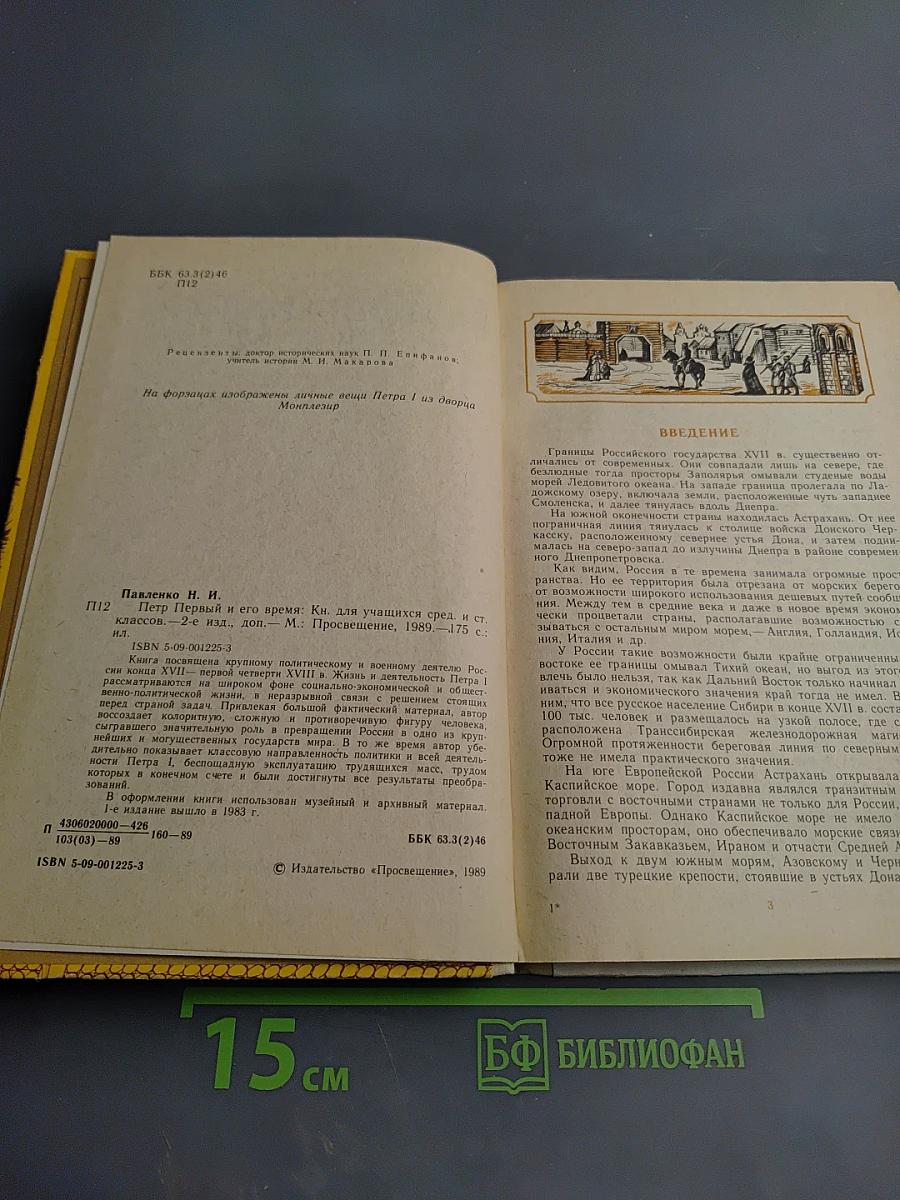 ББК 63.3(2)46
П12
Рецензенты: доктор исторических наук П. П. Епифанов;
учитель истории М. И. Макарова
На форзацах изображены личные вещи Петра I из дворца
Монплезир
Павленко Н. И.
П12 Петр Первый и его время: Кн. для учащихся сред. и ст.
классов.—2-е изд., доп.— М.: Просвещение, 1989.—175 с.:
ил.
ISBN 5-09-001225-3
Книга посвящена крупному политическому и военному деятелю Рос-
сии конца XVII— первой четверти XVIII в. Жизнь и деятельность Петра I
рассматриваются на широком фоне социально-экономической и общест-
венно-политической жизни, в неразрывной связи с решением стоящих
перед страной задач. Привлекая большой фактический материал, автор
воссоздает колоритную, сложную и противоречивую фигуру человека,
сыгравшего значительную роль в превращении России в одно из круп-
нейших и могущественных государств мира. В то же время автор убе-
дительно показывает классовую направленность политики и всей деятель-
ности Петра I, беспощадную эксплуатацию трудящихся масс, трудом
которых в конечном счете и были достигнуты все результаты преобра-
зований.
В оформлении книги использован музейный и архивный материал.
1-е издание вышло в 1983 г.
П 4306020000—426
103(03)—89
160—89
ББК 63.3(2)46
ISBN 5-09-001225-3
© Издательство «Просвещение», 1989
ВВЕДЕНИЕ
Границы Российского государства XVII в. существенно от-
личались от современных. Они совпадали лишь на севере, где
безлюдные тогда просторы Заполярья омывали студеные воды
морей Ледовитого океана. На западе граница пролегала по Ла-
дожскому озеру, включала земли, расположенные чуть западнее
Смоленска, и далее тянулась вдоль Днепра.
На южной оконечности страны находилась Астрахань. От нее
пограничная линия тянулась к столице войска Донского Чер-
касску, расположенному севернее устья Дона, и затем подни-
малась на северо-запад до излучины Днепра в районе современ
ного Днепропетровска.
Как видим, Россия в те времена занимала огромные прост
ранства. Но ее территория была отрезана от морских берего
от возможности широкого использования дешевых путей сообщ
ния. Между тем в средние века и даже в новое время эконом
чески процветали страны, располагавшие возможностью с
зываться с остальным миром морем,— Англия, Голландия, Ис
ния, Италия и др.
У России такие возможности были крайне ограниченны
востоке ее границы омывал Тихий океан, но выгод из этого
влечь было нельзя, так как Дальний Восток только начинал
иваться и экономического значения край тогда не имел. В
ним, что все русское население Сибири в конце XVII в. соста
100 тыс. человек и размещалось на узкой полосе, где с
расположена Транссибирская железнодорожная маги
Огромной протяженности береговая линия по северным
тоже не имела практического значения.
На юге Европейской России Астрахань открывала
Каспийское море. Город издавна являлся транзитным
торговли с восточными странами не только для России,
падной Европы. Однако Каспийское море не имело
океанским просторам, оно обеспечивало морские связи
Восточным Закавказьем, Ираном и отчасти Средней А
Выход к двум южным морям, Азовскому и Черн
рали две турецкие крепости, стоявшие в устьях Дона
1*
3
15 см
БФ БИБЛИОФАН